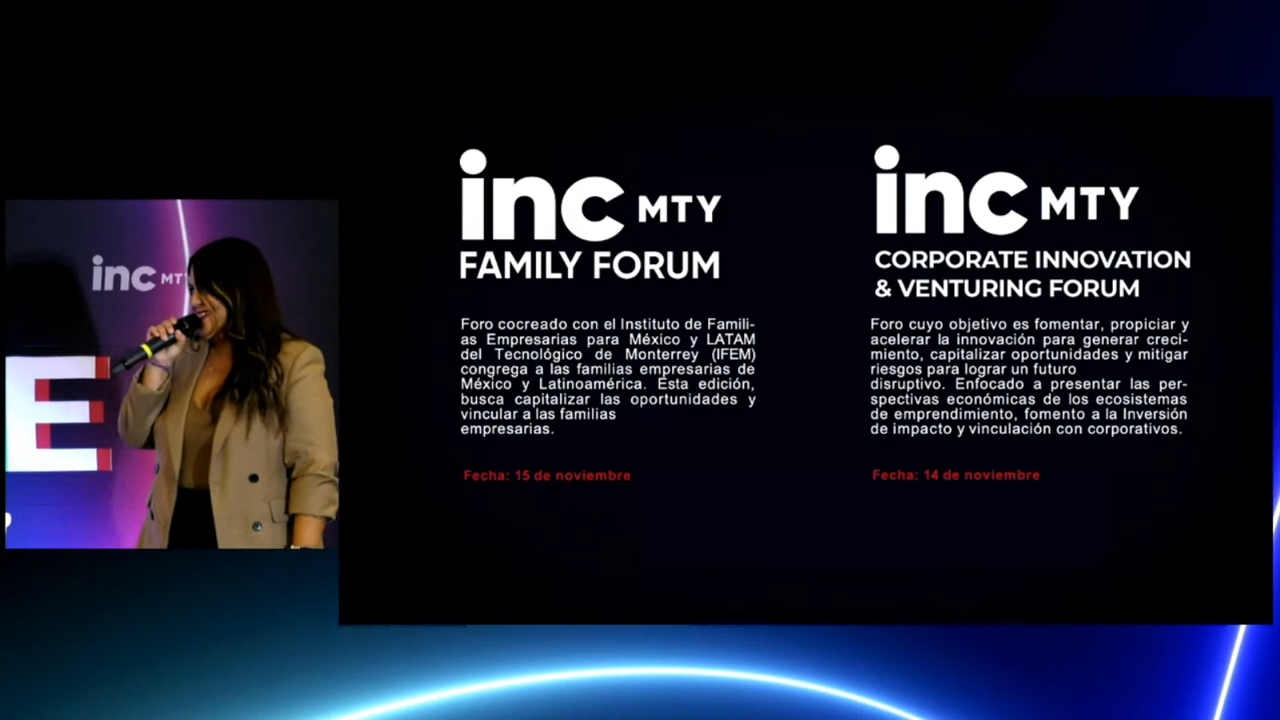 inc MTY
E
inc MTY
FAMILY FORUM
Foro cocreado con el Instituto de Famili-
as Empresarias para México y LATAM
del Tecnológico de Monterrey (IFEM)
congrega a las familias empresarias de
México y Latinoamérica. Esta edición,
busca capitalizar las oportunidades y
vincular a las familias
empresarias.
Fecha: 15 de noviembre
inc MTY
CORPORATE INNOVATION
& VENTURING FORUM
Foro cuyo objetivo es fomentar, propiciar y
acelerar la innovación para generar creci-
miento, capitalizar oportunidades y mitigar
riesgos para lograr un futuro
disruptivo. Enfocado a presentar las per-
spectivas económicas de los ecosistemas
de emprendimiento, fomento a la Inversión
de impacto y vinculación con corporativos.
Fecha: 14 de noviembre